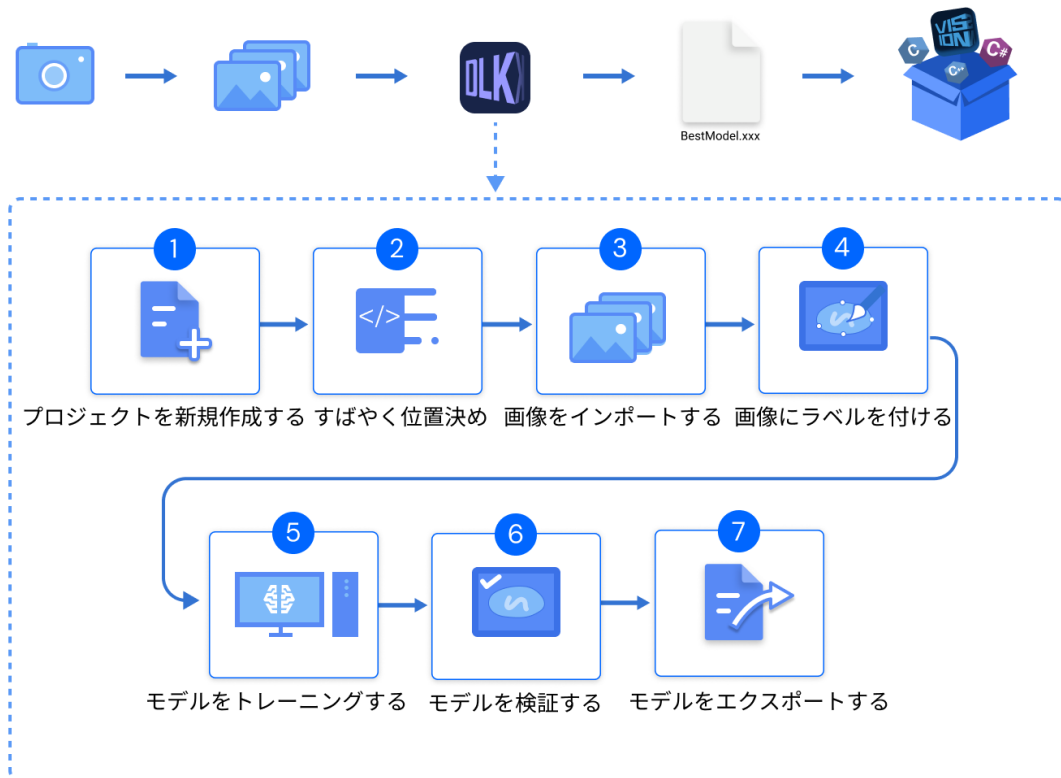 DLK
BestModel.xxx
VISION
C
C++
C#
1
2
3
4
</>
プロジェクトを新規作成する
すばやく位置決め
画像をインポートする
画像にラベルを付ける
5
6
7
モデルをトレーニングする
モデルを検証する
モデルをエクスポートする